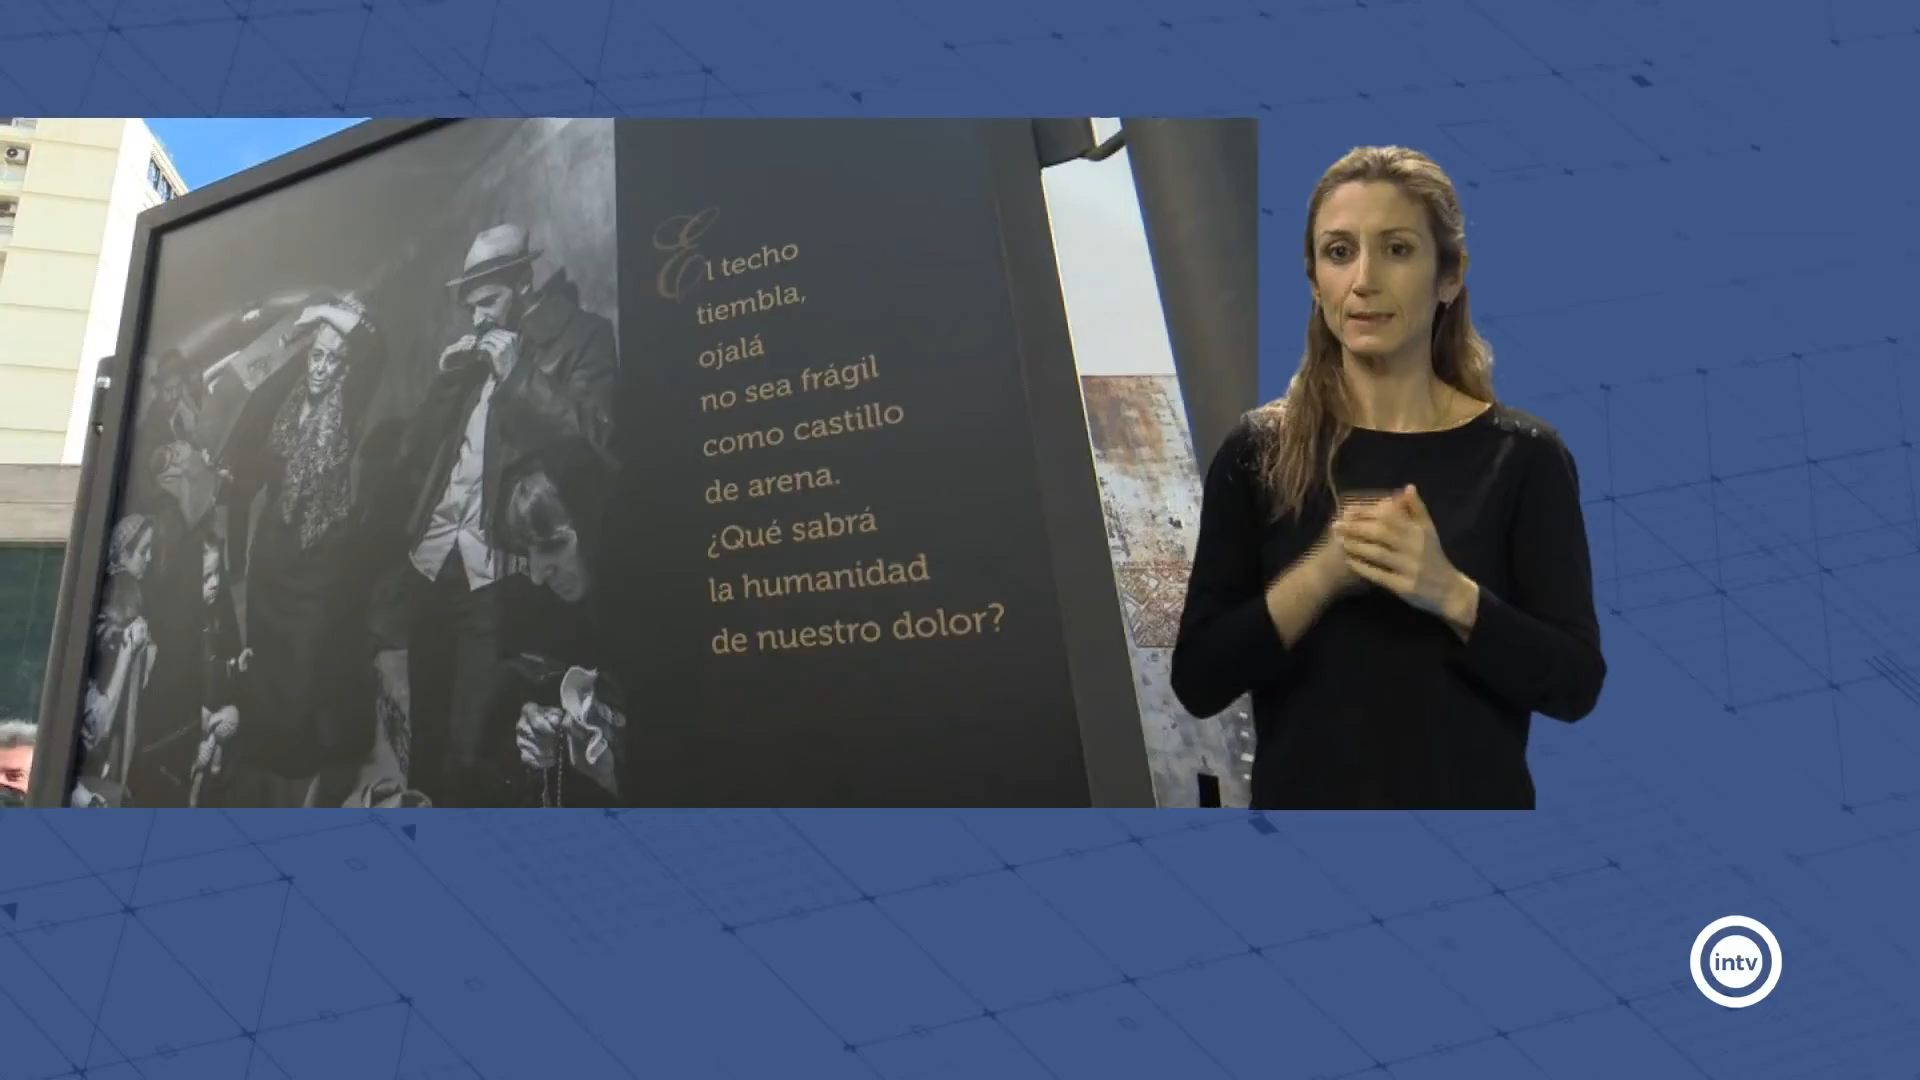 El techo
tiembla,
ojalá
no sea frágil
como castillo
de arena.
¿Qué sabrá
la humanidad
de nuestro dolor?
intv